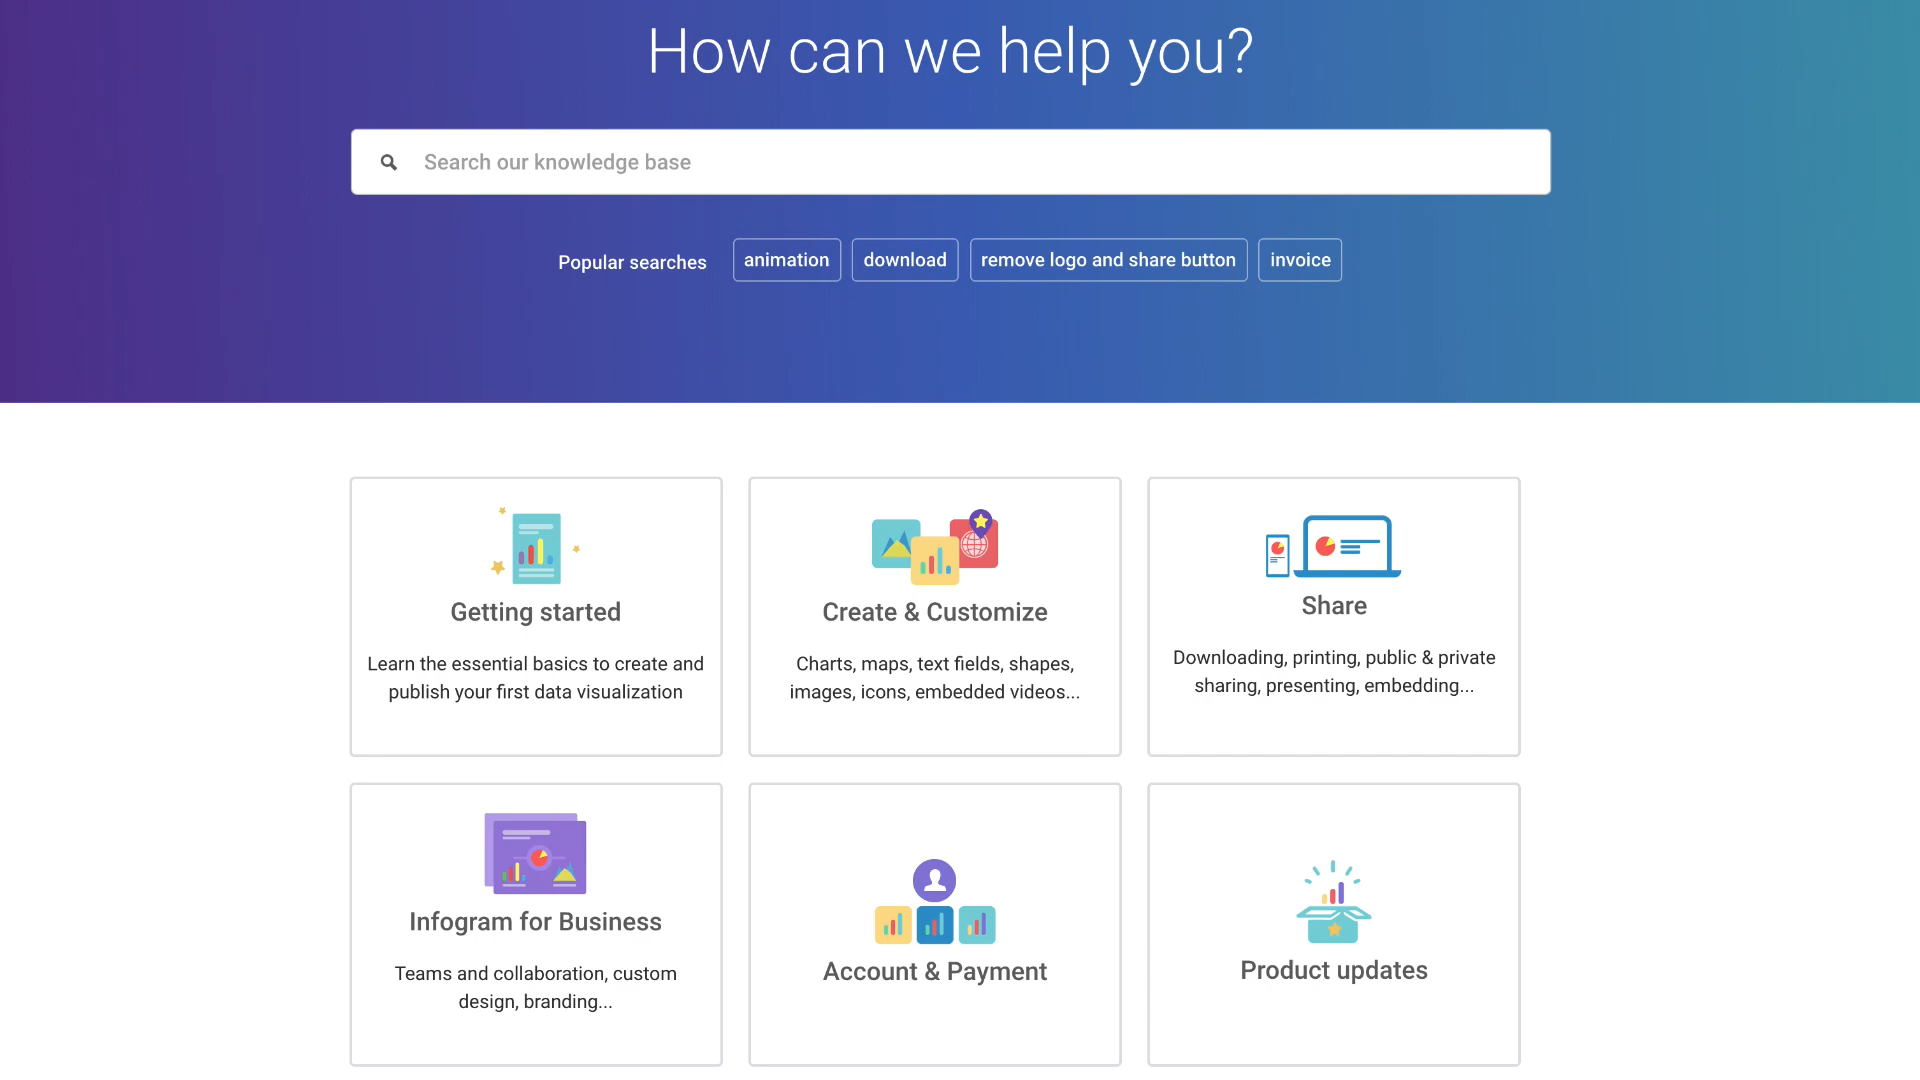 How can we help you?
Search our knowledge base
Popular searches animation download remove logo and share button invoice
Getting started
Learn the essential basics to create and
publish your first data visualization
Create & Customize
Charts, maps, text fields, shapes,
images, icons, embedded videos...
Share
Downloading, printing, public & private
sharing, presenting, embedding...
Infogram for Business
Teams and collaboration, custom
design, branding...
Account & Payment
Product updates